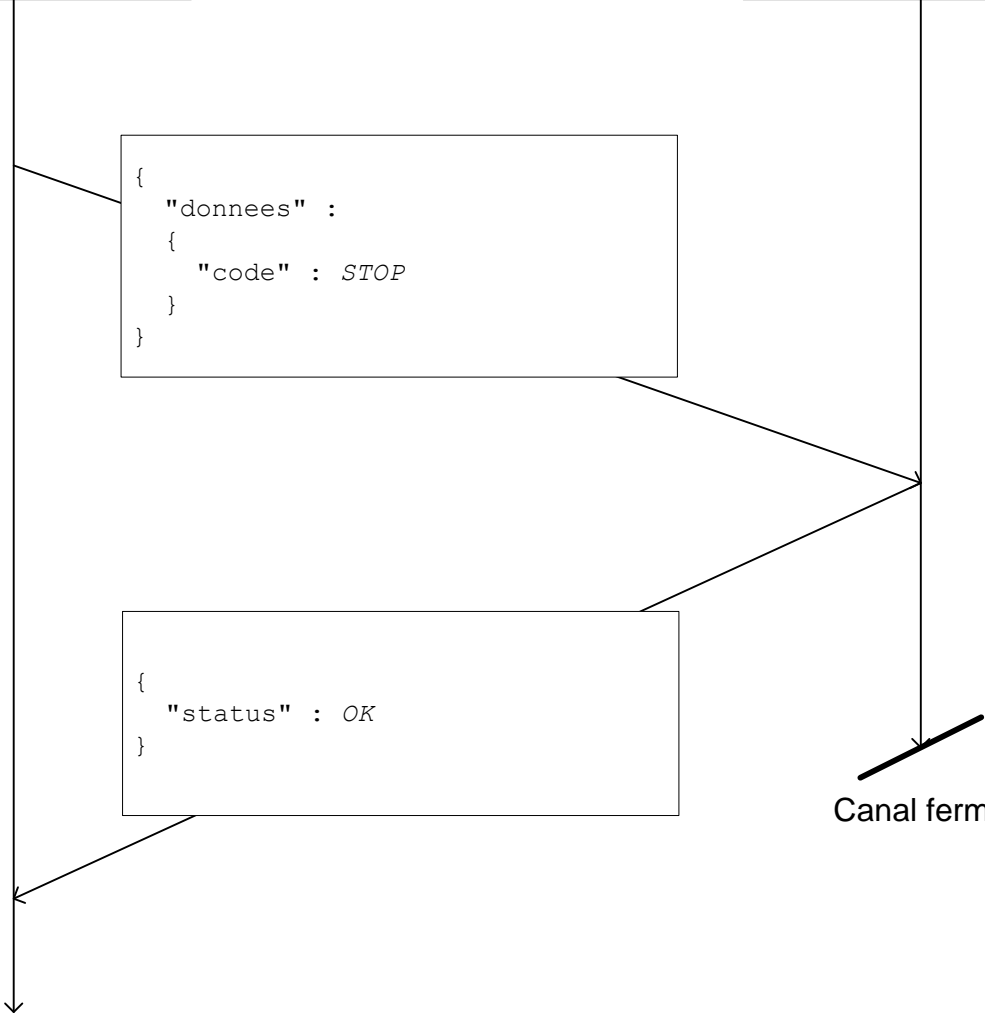 {
"donnees" :
{
"code" : STOP
}
}
{
"status" : OK
}
Canal ferm